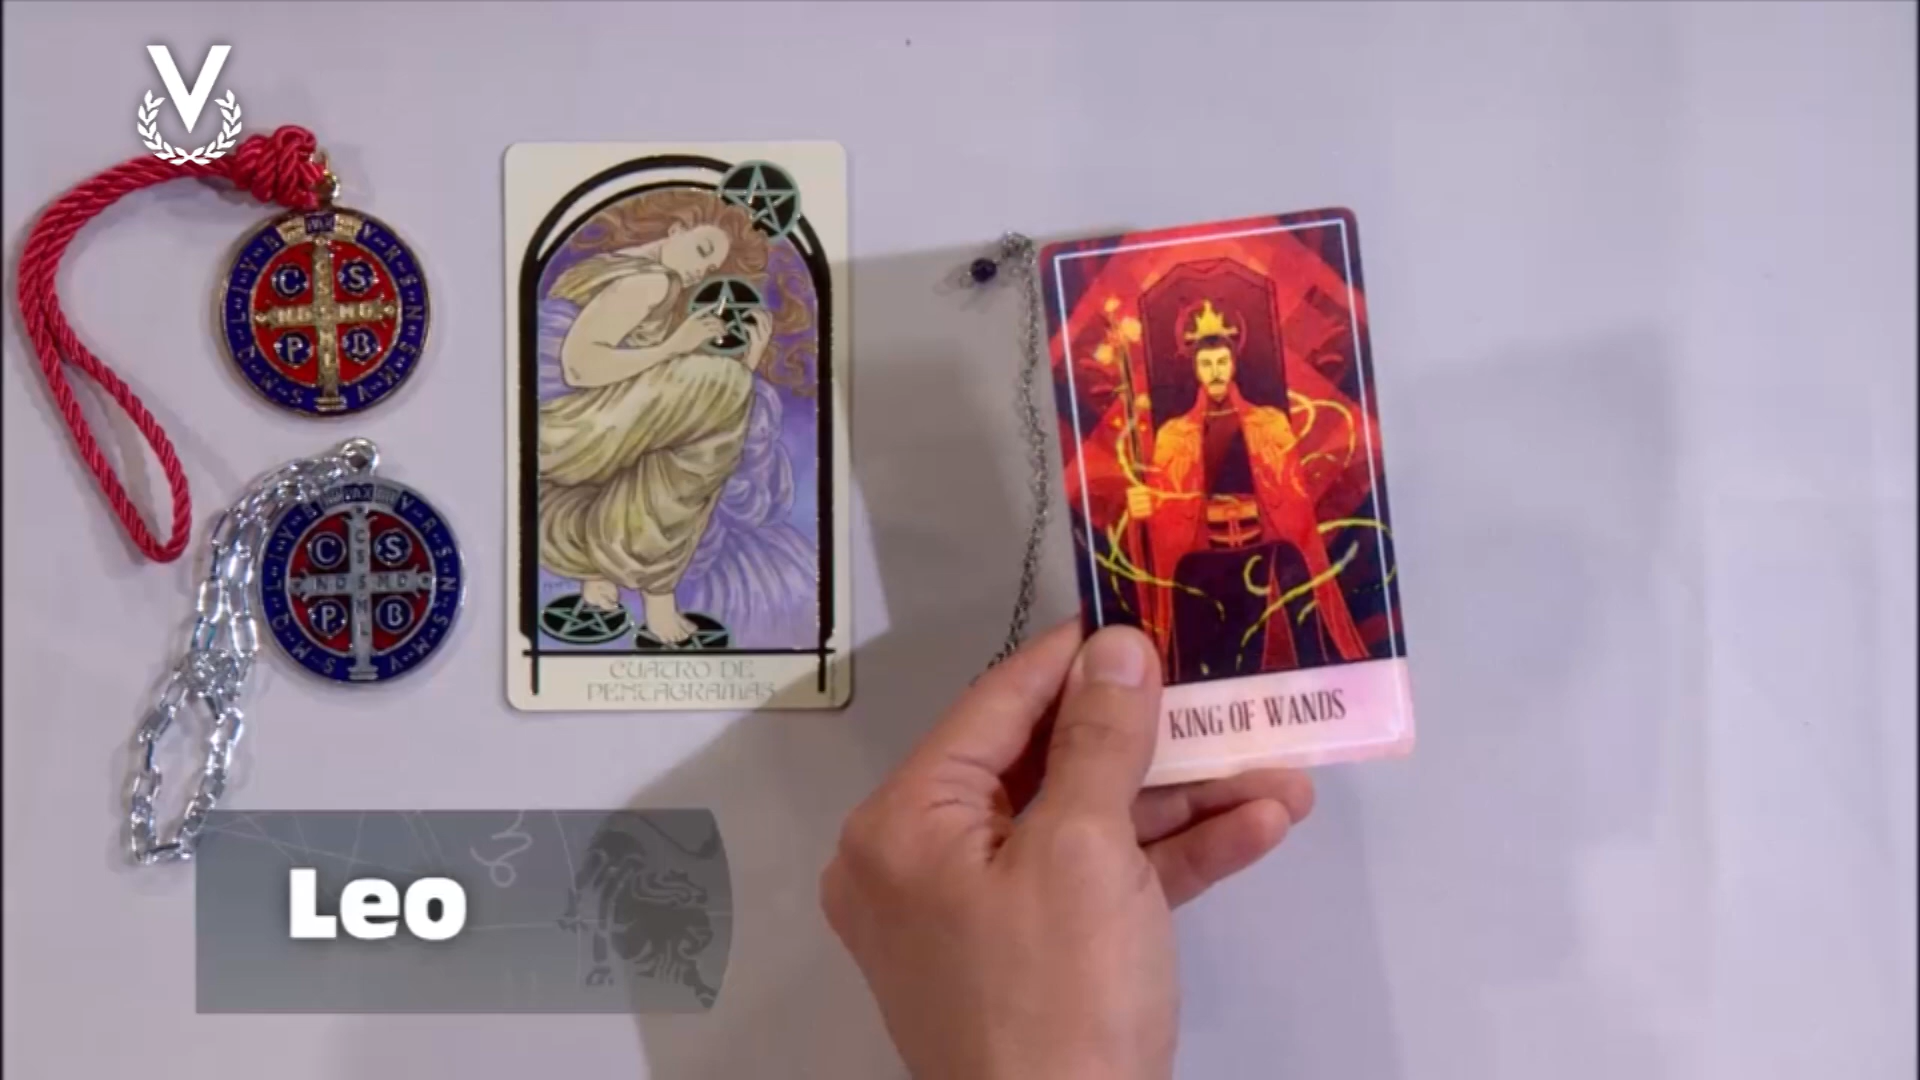 V
C S
N D S M D
P B
C S
N D S M D
P B
CUATRO DE
PENTAGRAMAS
KING OF WANDS
Leo